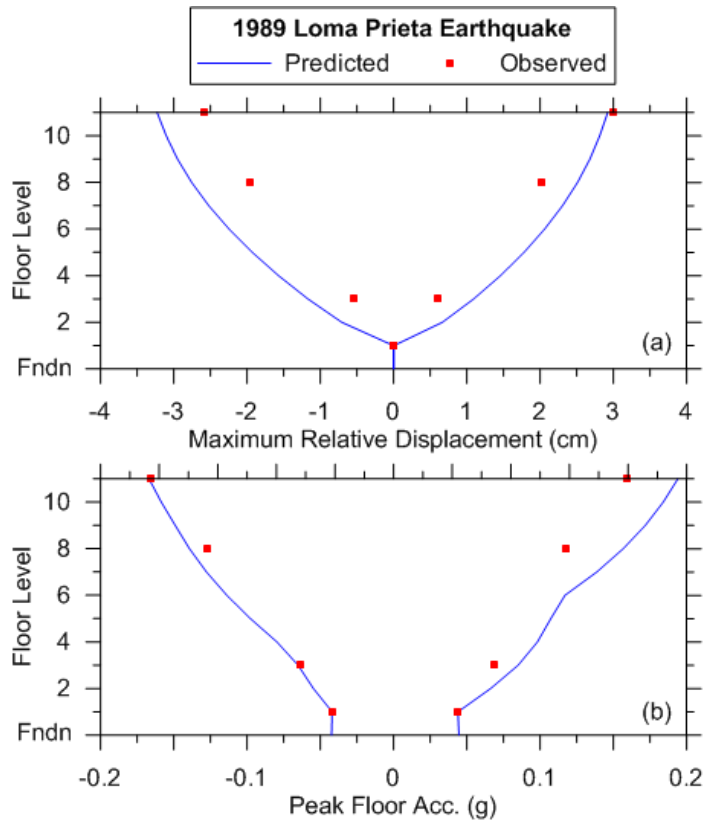 1989 Loma Prieta Earthquake
Predicted Observed
10
8
6
4
2
Fndn
Floor Level
(a)
-4 -3 -2 -1 0 1 2 3 4
Maximum Relative Displacement (cm)
10
8
6
4
2
Fndn
Floor Level
(b)
-0.2 -0.1 0 0.1 0.2
Peak Floor Acc. (g)